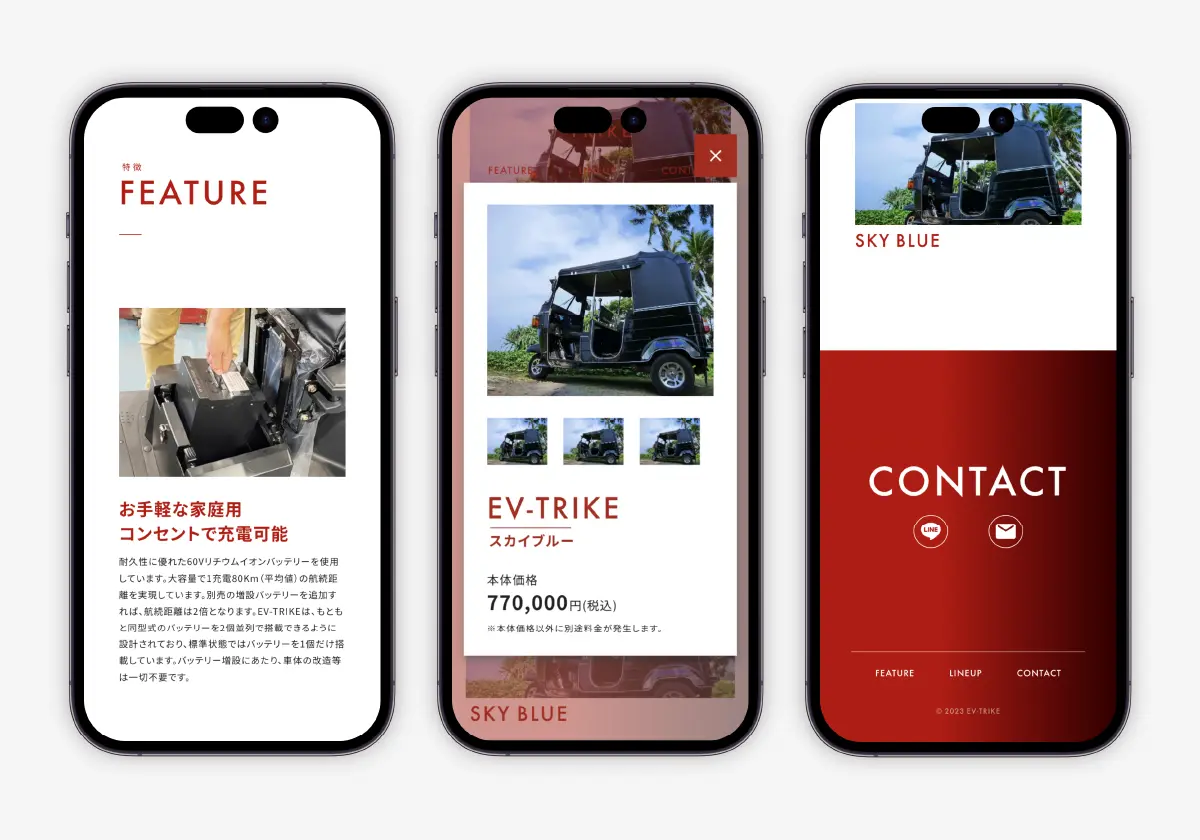 特徴
FEATURE
お手軽な家庭用
コンセントで充電可能
耐久性に優れた60Vリチウムイオンバッテリーを使用
しています。大容量で1充電80Km(平均値)の航続距
離を実現しています。別売の増設バッテリーを追加す
れば、航続距離は2倍となります。EV-TRIKEは、もとも
と同型式のバッテリーを2個並列で搭載できるように
設計されており、標準状態ではバッテリーを1個だけ搭
載しています。バッテリー増設にあたり、車体の改造等
は一切不要です。
FEATURE
EV-TRIKE
スカイブルー
本体価格
770,000円(税込)
※本体価格以外に別途料金が発生します。
SKY BLUE
SKY BLUE
CONTACT
LINE
FEATURE LINEUP CONTACT
© 2023 EV-TRIKE